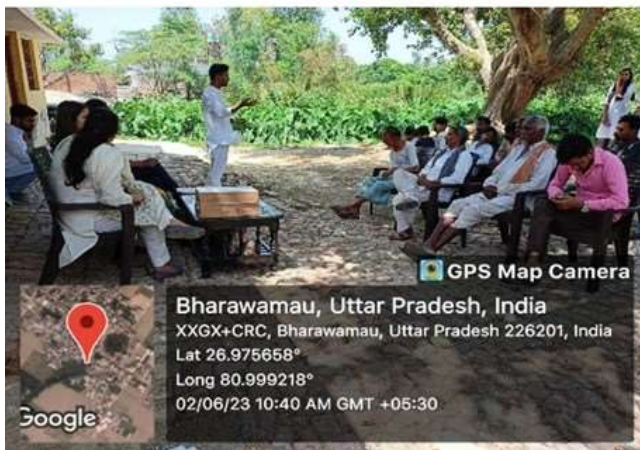 GPS Map Camera
Bharawamau, Uttar Pradesh, India
XXGX+CRC, Bharawamau, Uttar Pradesh 226201, India
Lat 26.975658°
Long 80.999218°
02/06/23 10:40 AM GMT +05:30
Google